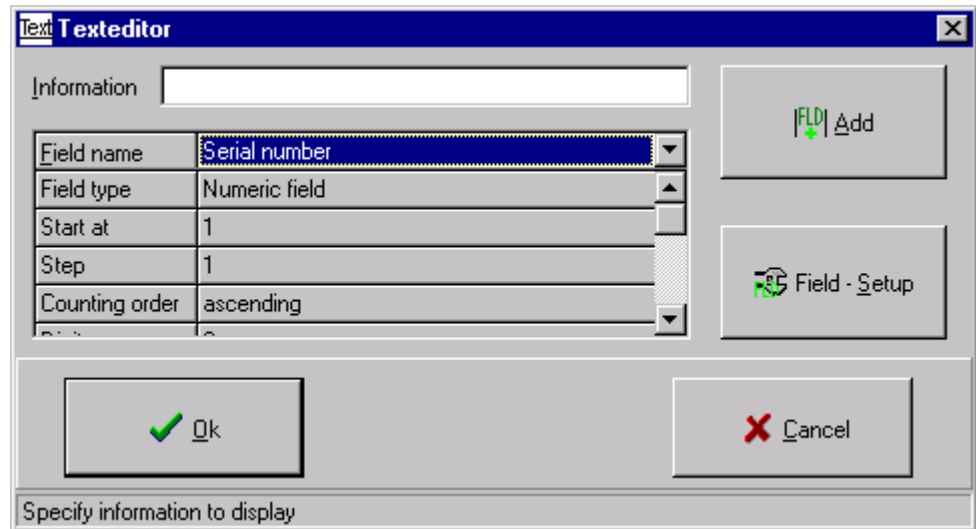 Text Texteditor
Information
FLD Add
Field name Serial number
Field type Numeric field
Start at 1
Step 1
Counting order ascending
FLD Field - Setup
Ok
Cancel
Specify information to display